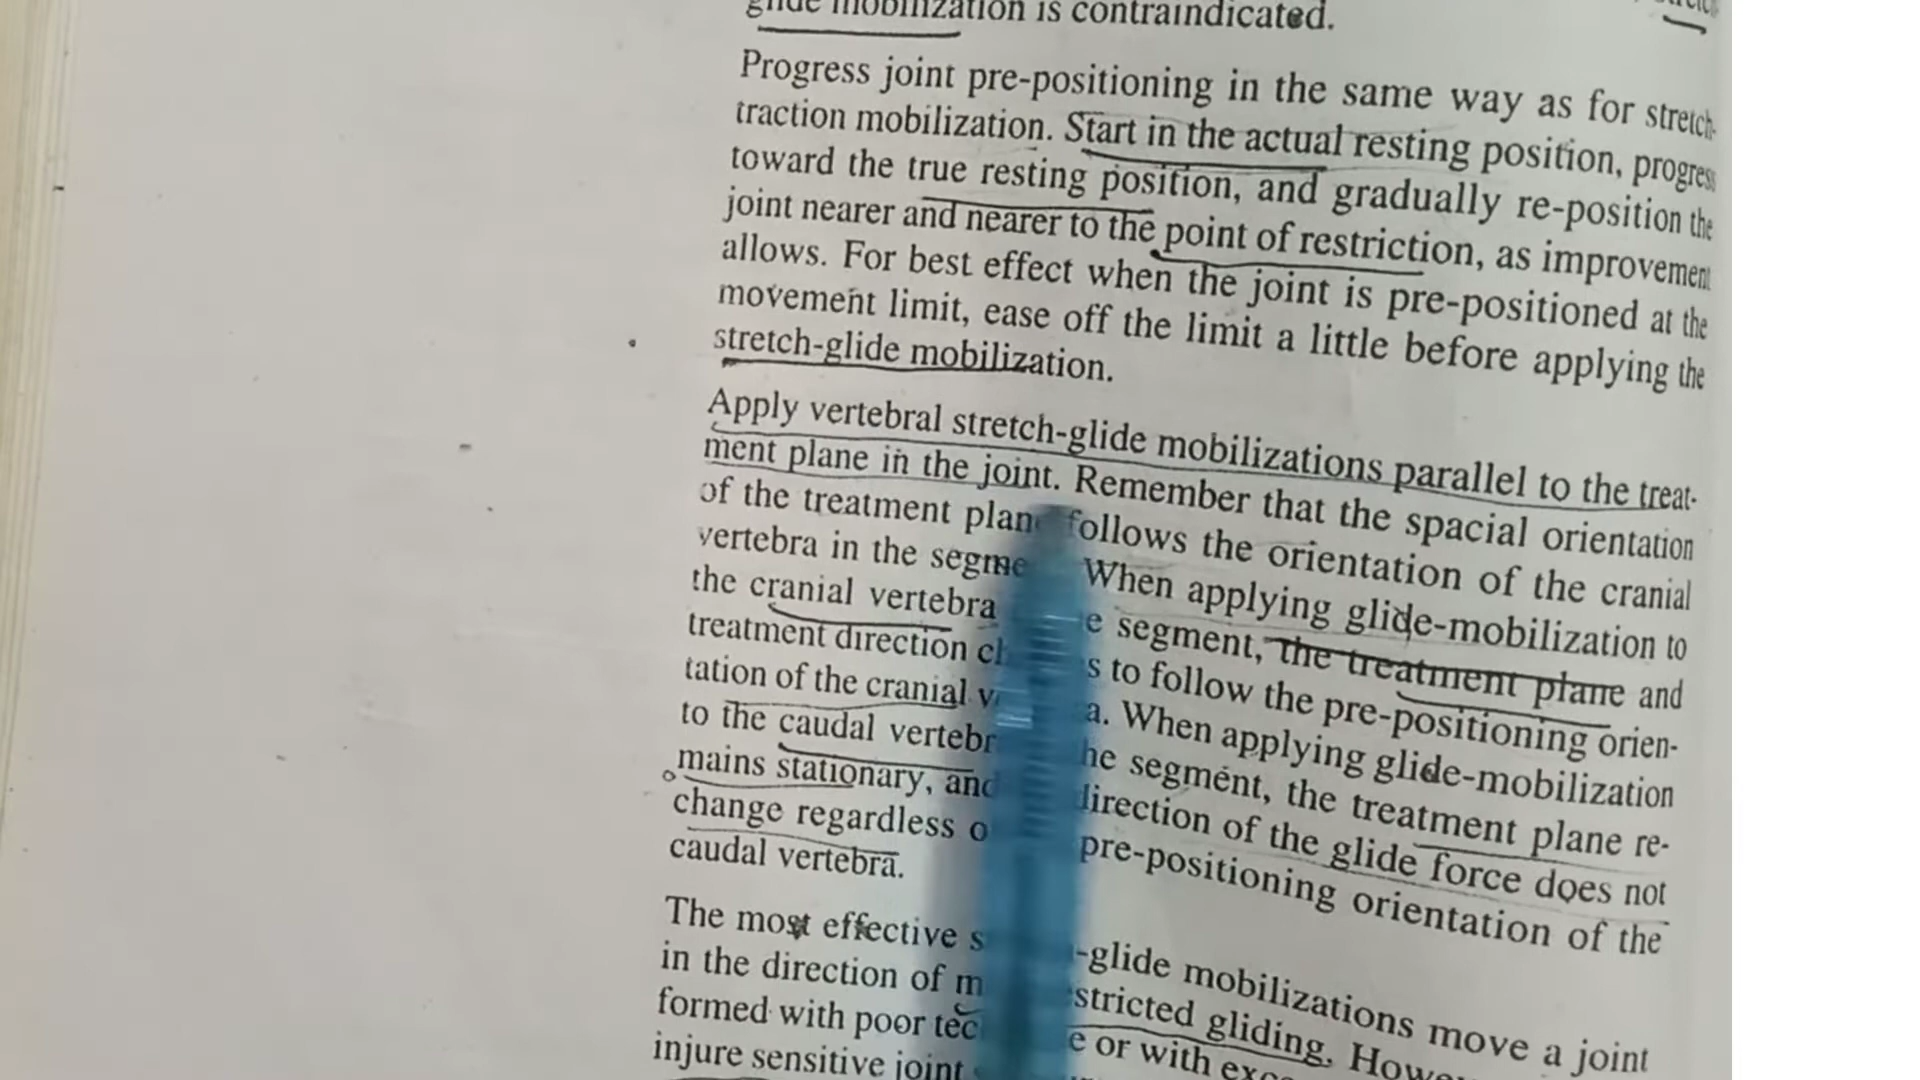 glide mobilization is contraindicated.
Progress joint pre-positioning in the same way as for stretch-
traction mobilization. Start in the actual resting position, progress
toward the true resting position, and gradually re-position the
joint nearer and nearer to the point of restriction, as improvement
allows. For best effect when the joint is pre-positioned at the
movement limit, ease off the limit a little before applying the
stretch-glide mobilization.
Apply vertebral stretch-glide mobilizations parallel to the treat-
ment plane in the joint. Remember that the spacial orientation
of the treatment plane follows the orientation of the cranial
vertebra in the When applying glide-mobilization to
the cranial vertebra segment, the treatment plane and
treatment direction to follow the pre-positioning orien-
tation of the cranial When applying glide-mobilization
to the caudal segment, the treatment plane re-
mains stationary, and direction of the glide force does not
change regardless pre-positioning orientation of the
caudal vertebra.
The most effective -glide mobilizations move a joint
in the direction of gliding.
formed with poor or with
injure sensitive joint